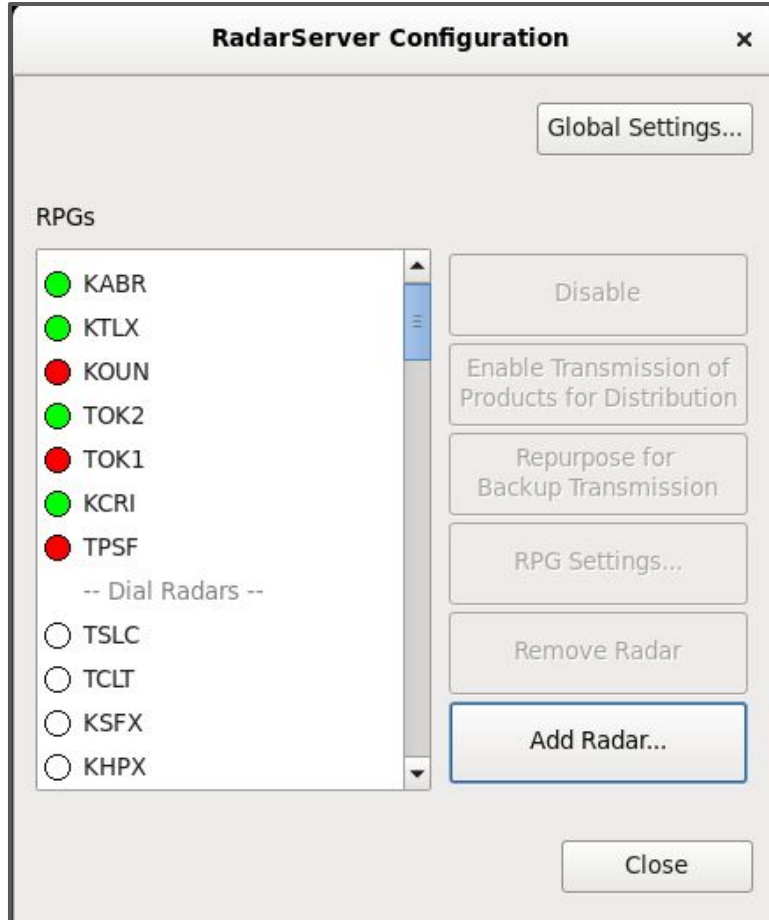 RadarServer Configuration
×
Global Settings...
RPGs
KABR
KTLX
KOUN
TOK2
TOK1
KCRI
TPSF
-- Dial Radars --
TSLC
TCLT
KSFX
KHPX
Disable
Enable Transmission of
Products for Distribution
Repurpose for
Backup Transmission
RPG Settings...
Remove Radar
Add Radar...
Close